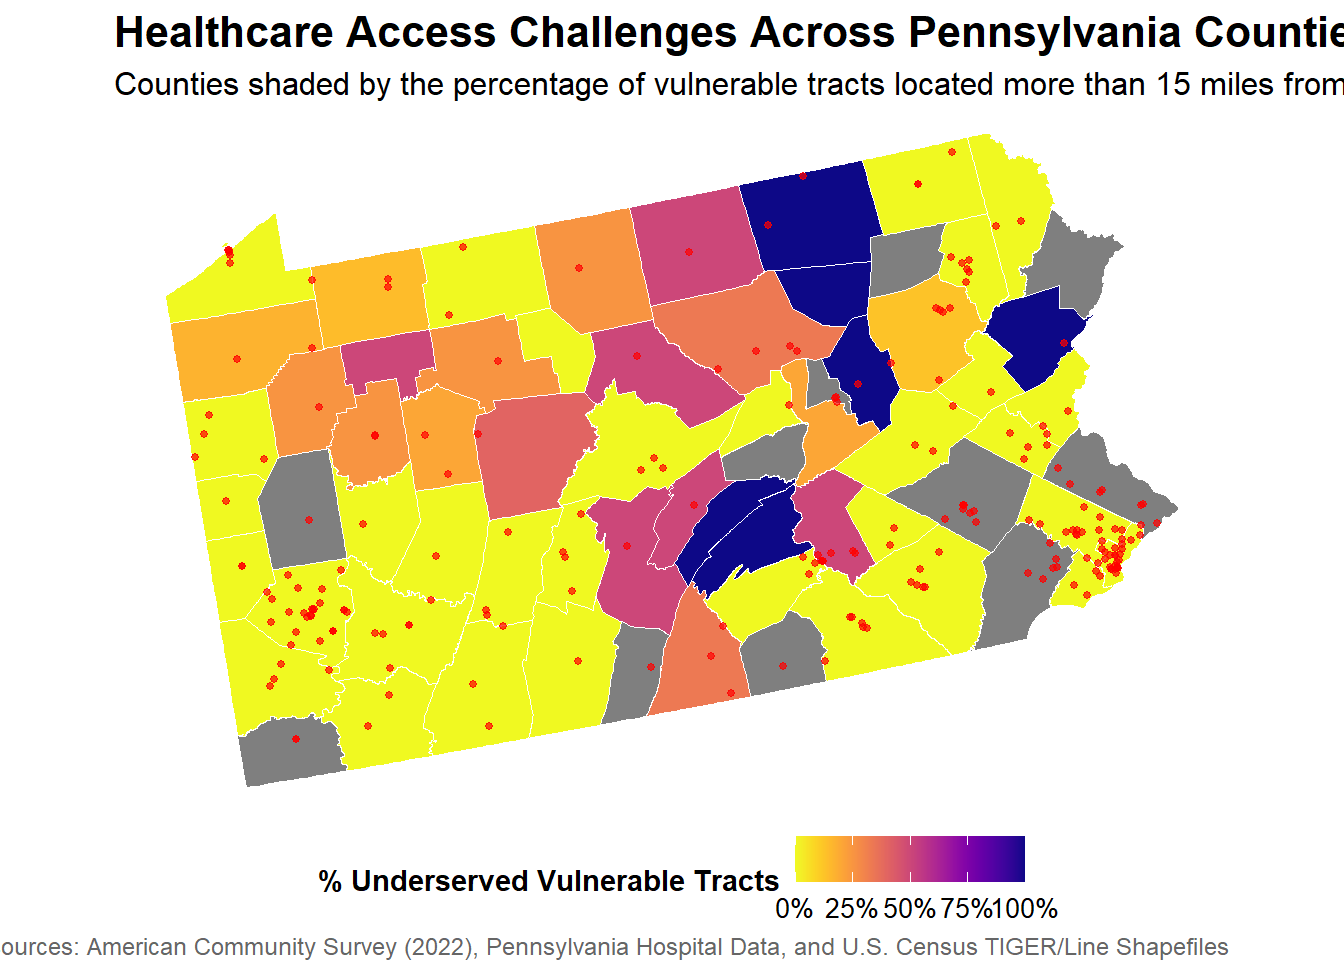 Healthcare Access Challenges Across Pennsylvania Countie
Counties shaded by the percentage of vulnerable tracts located more than 15 miles from
% Underserved Vulnerable Tracts
0% 25% 50% 75% 100%
ources: American Community Survey (2022), Pennsylvania Hospital Data, and U.S. Census TIGER/Line Shapefiles